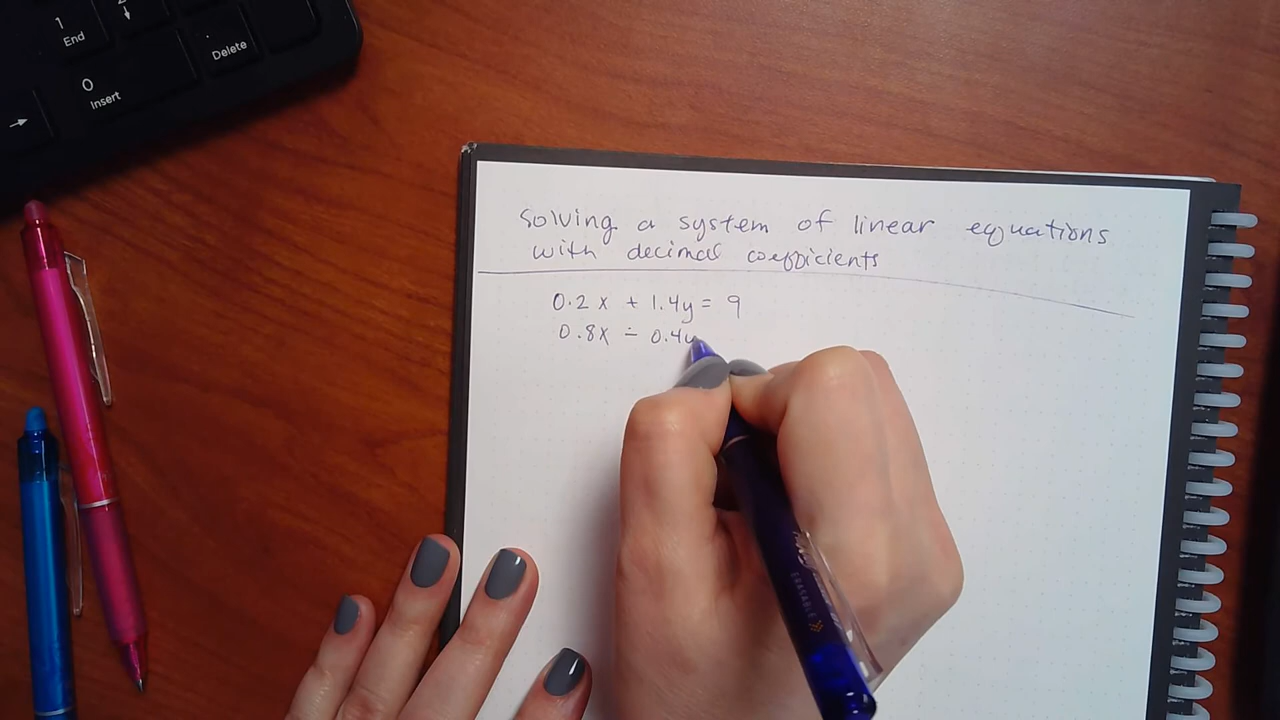 1
End
↓
.
Delete
0
Insert
→
Solving a system of linear equations
with decimal coefficients
0.2x + 1.4y = 9
0.8x - 0.4y
ERASABLE